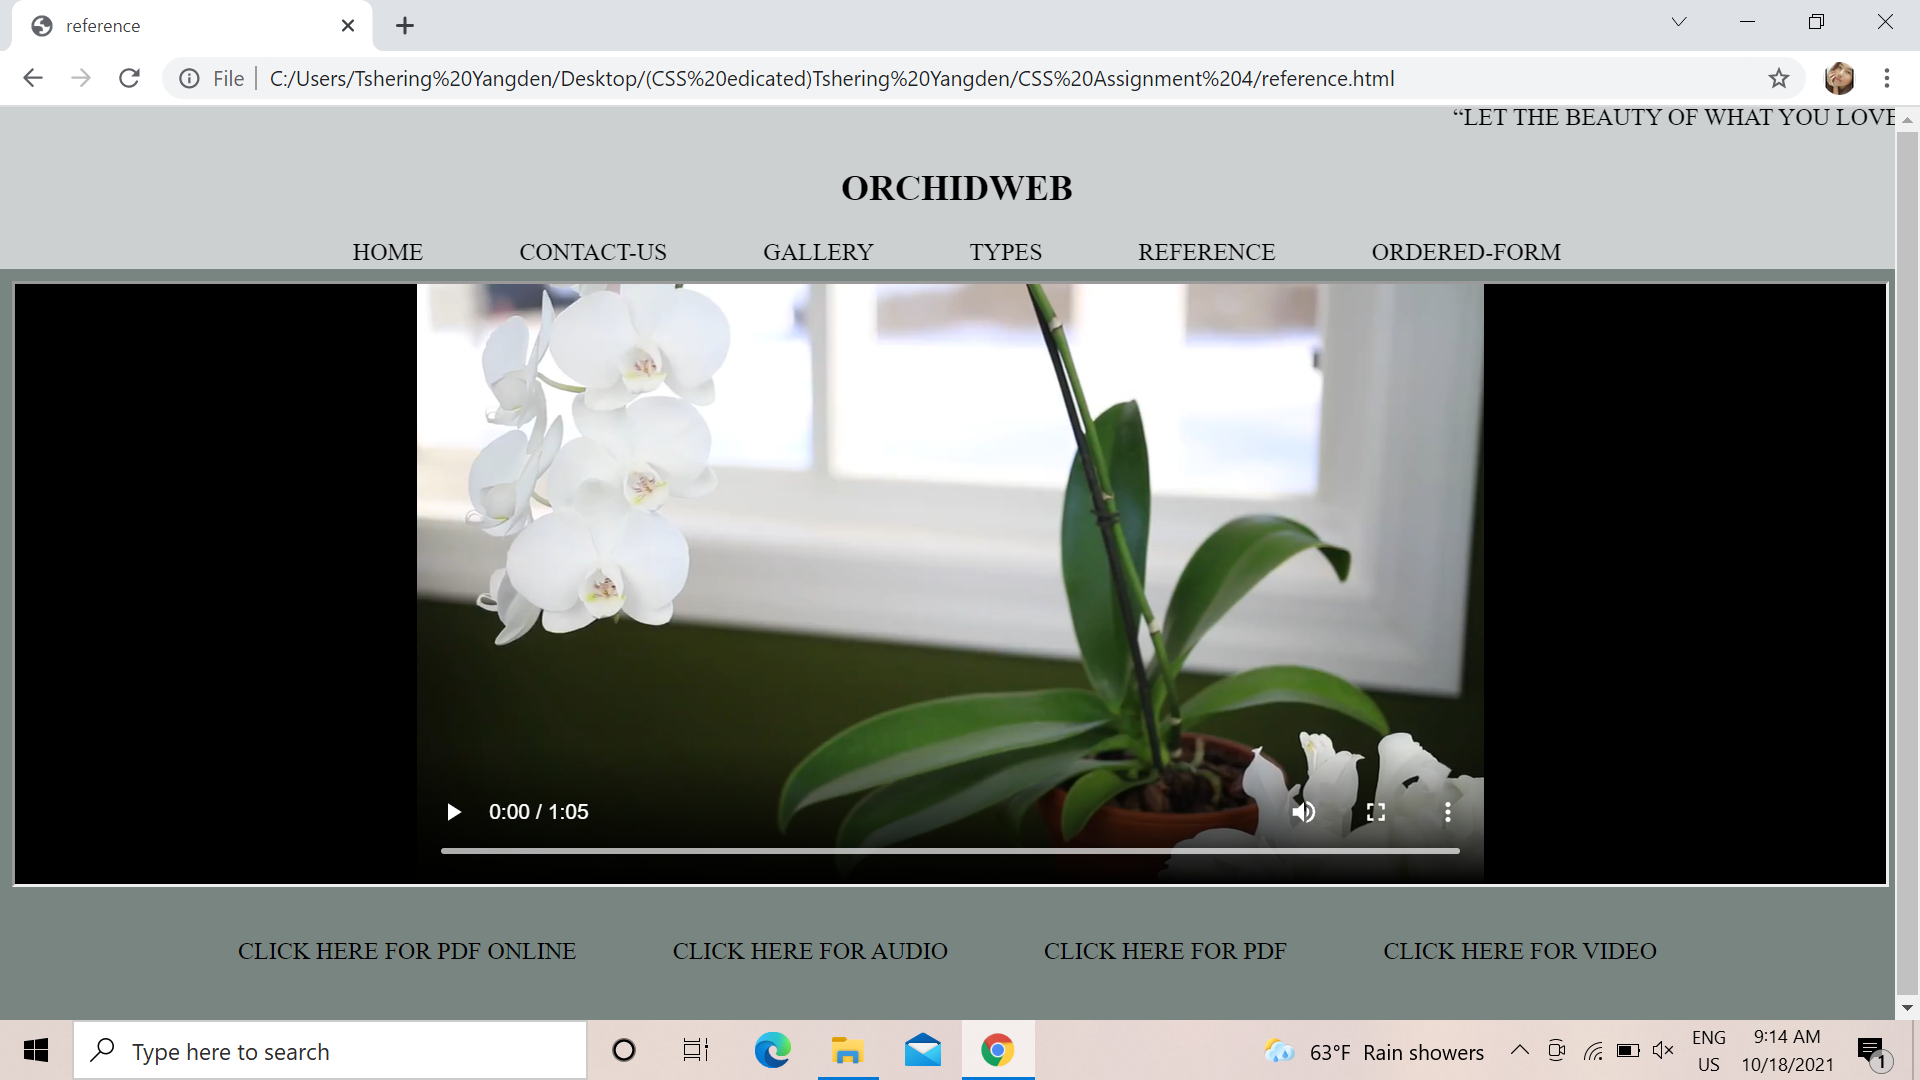 reference
File
C:/Users/Tshering%20Yangden/Desktop/(CSS%20edicated)Tshering%20Yangden/CSS%20Assignment%204/reference.html
“LET THE BEAUTY OF WHAT YOU LOVE
ORCHIDWEB
HOME CONTACT-US GALLERY TYPES REFERENCE ORDERED-FORM
0:00 / 1:05
CLICK HERE FOR PDF ONLINE CLICK HERE FOR AUDIO CLICK HERE FOR PDF CLICK HERE FOR VIDEO
Type here to search
63°F Rain showers
ENG
US
9:14 AM
10/18/2021
1